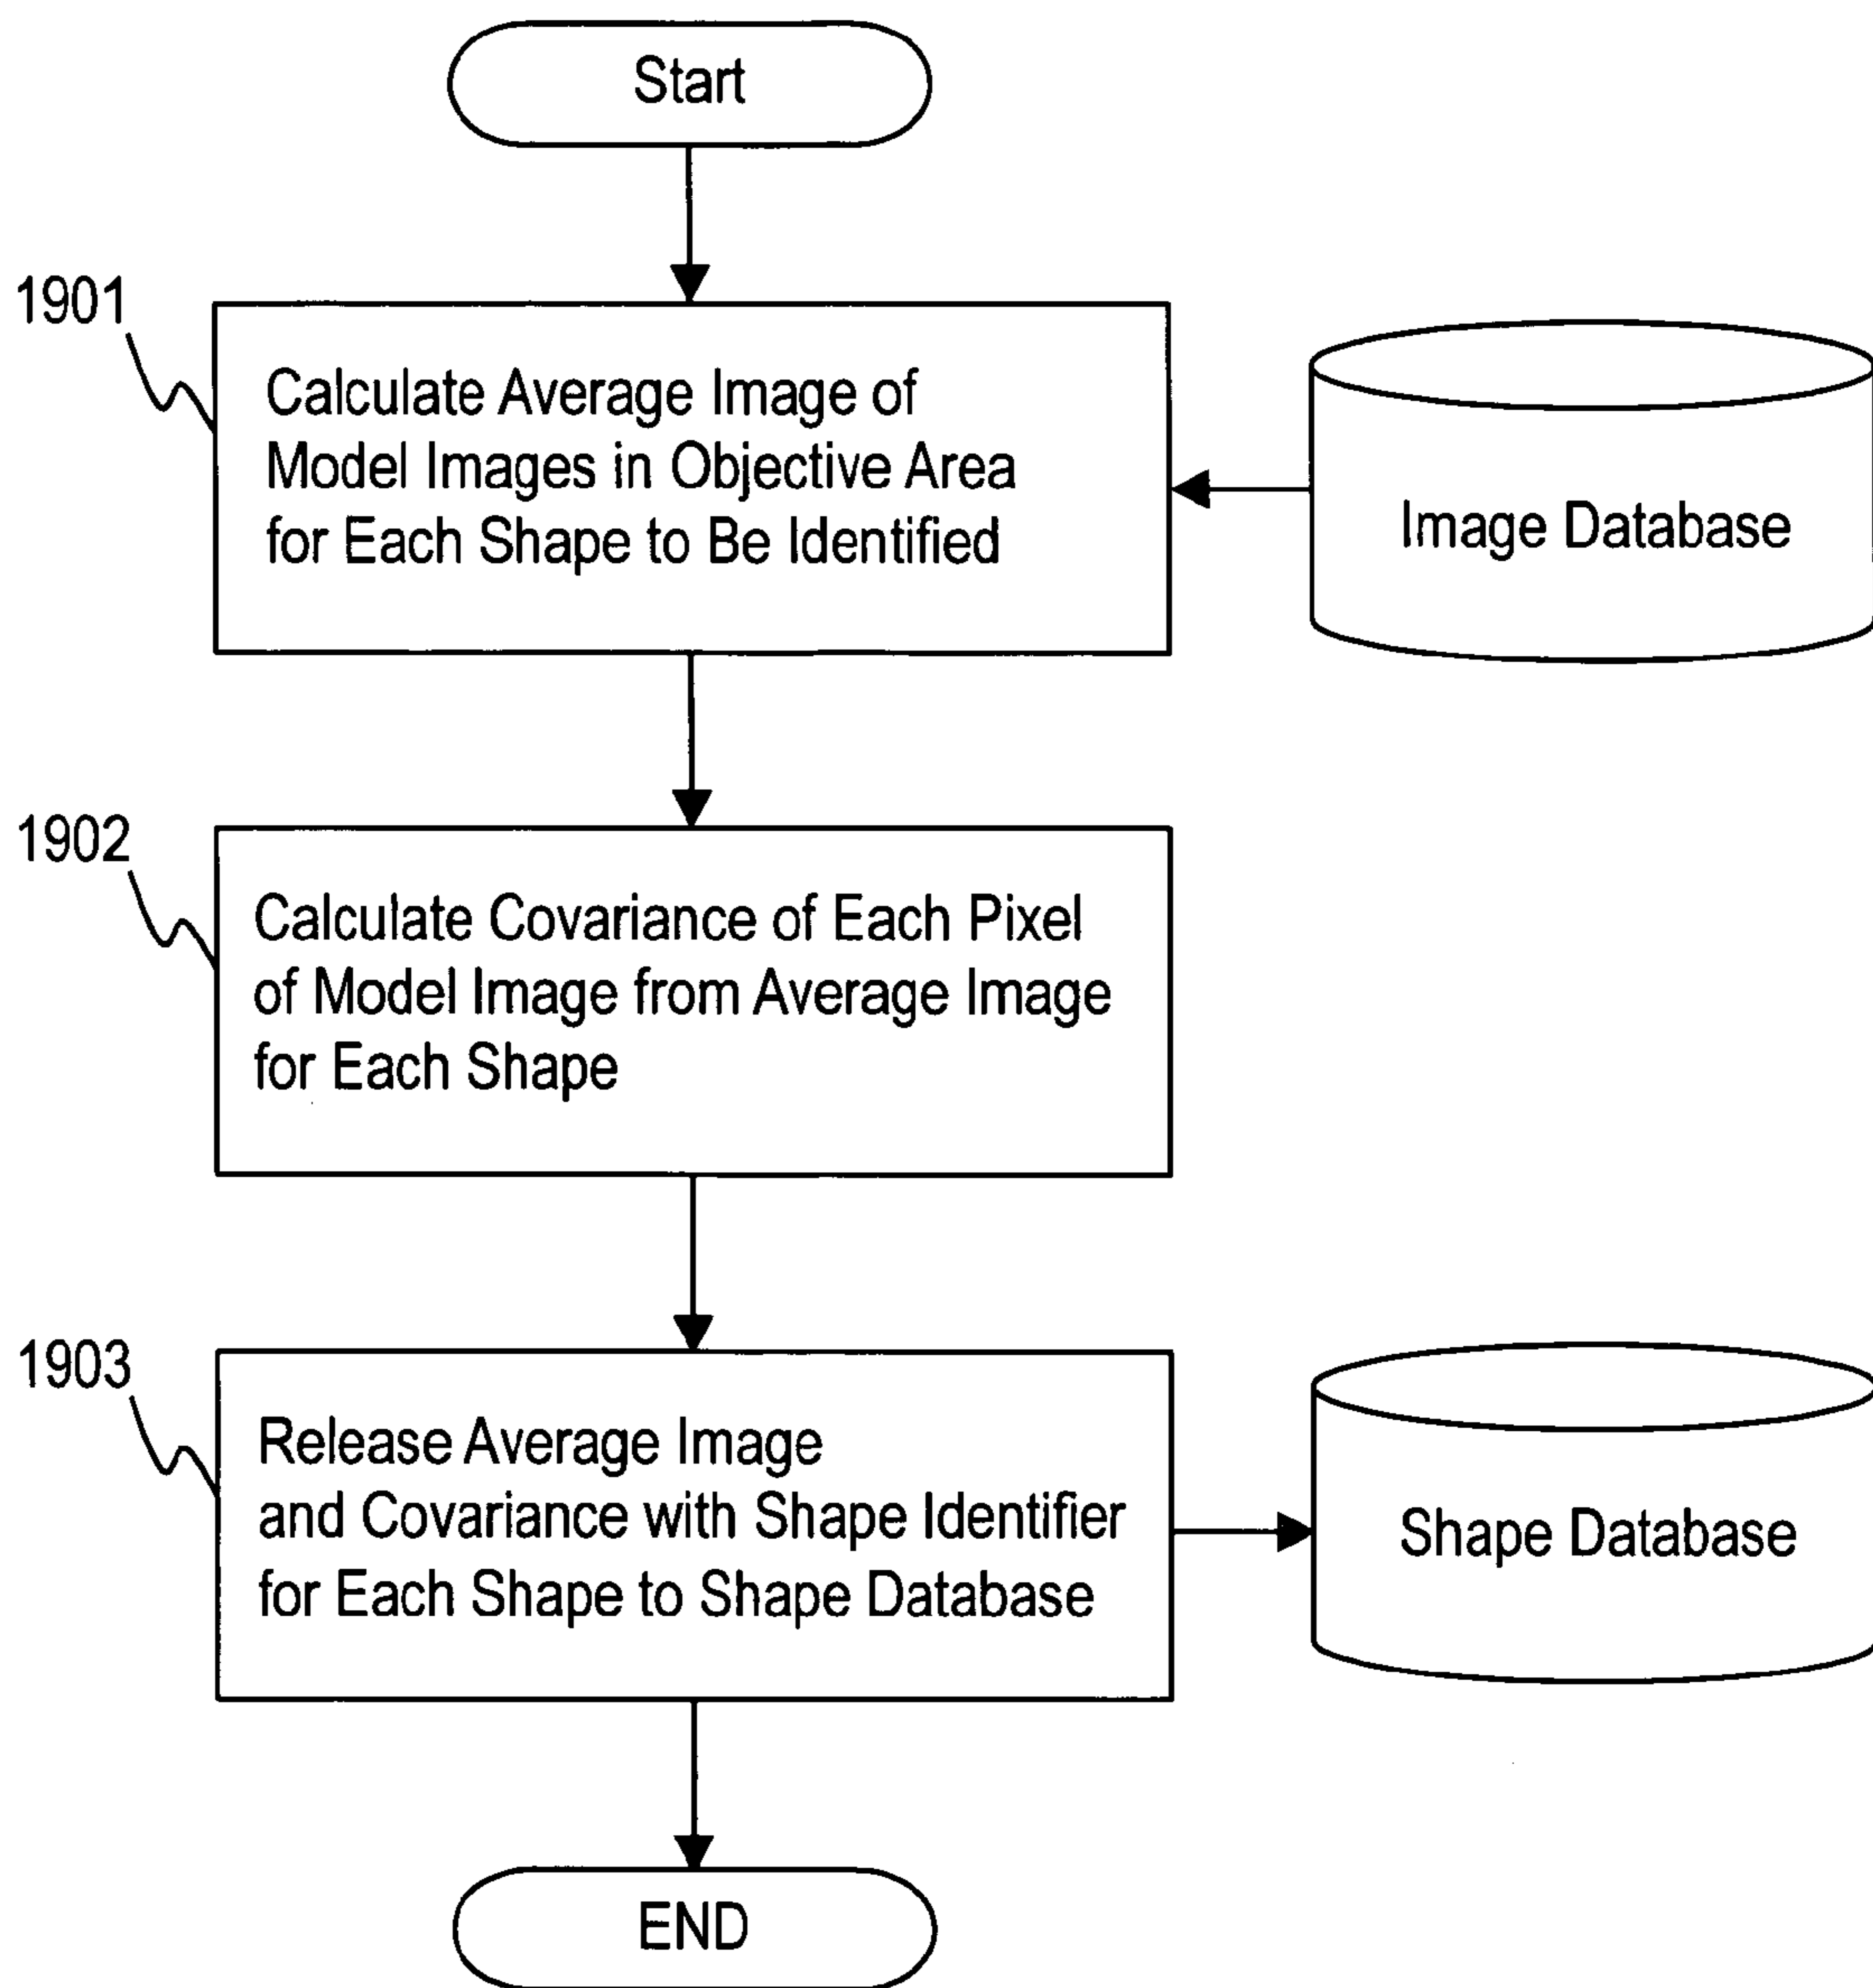 Start
1901
Calculate Average Image of
Model Images in Objective Area
for Each Shape to Be Identified
Image Database
1902
Calculate Covariance of Each Pixel
of Model Image from Average Image
for Each Shape
1903
Release Average Image
and Covariance with Shape Identifier
for Each Shape to Shape Database
Shape Database
END